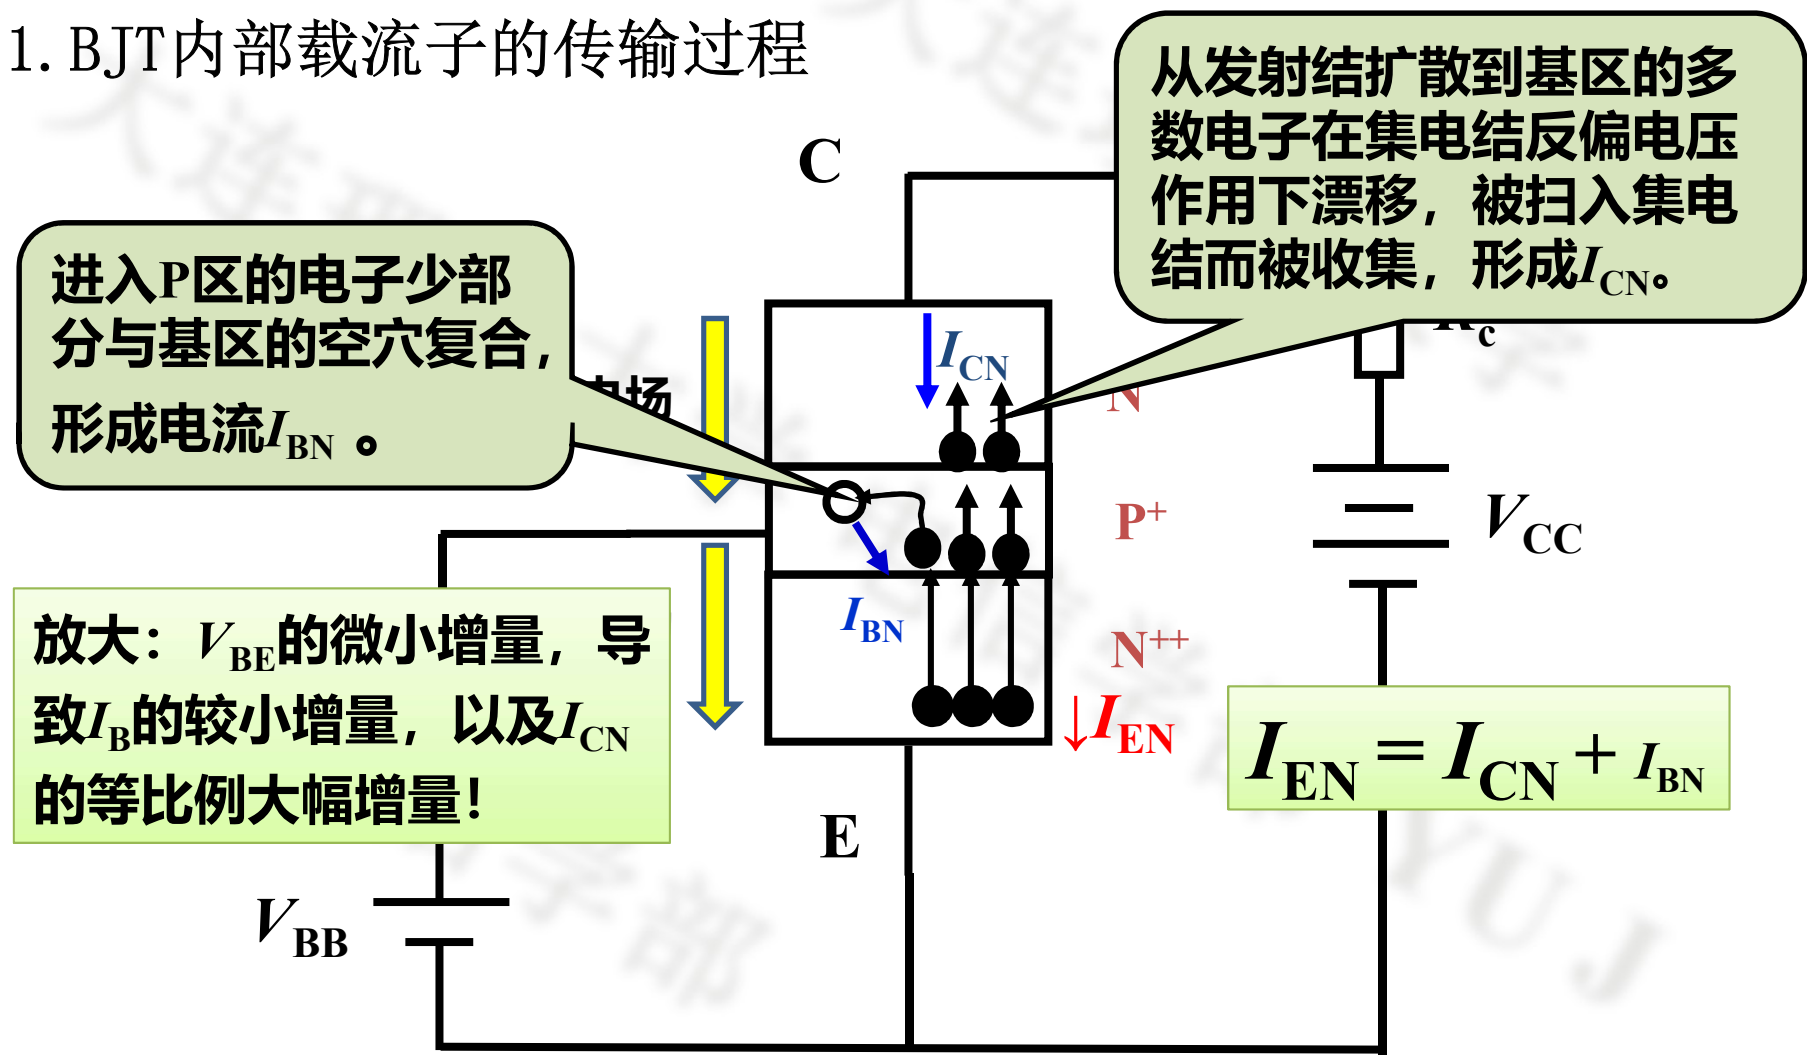 1.BJT内部载流子的传输过程
从发射结扩散到基区的多
数电子在集电结反偏电压
作用下漂移，被扫入集电
结而被收集，形成ICN。
C
进入P区的电子少部
分与基区的空穴复合，
形成电流IBN 。
电场
ICN
Rc
N
P+
VCC
IBN
N++
↓IEN
放大：VBE的微小增量，导
致IB的较小增量，以及ICN
的等比例大幅增量！
IEN = ICN + IBN
E
VBB
YU J